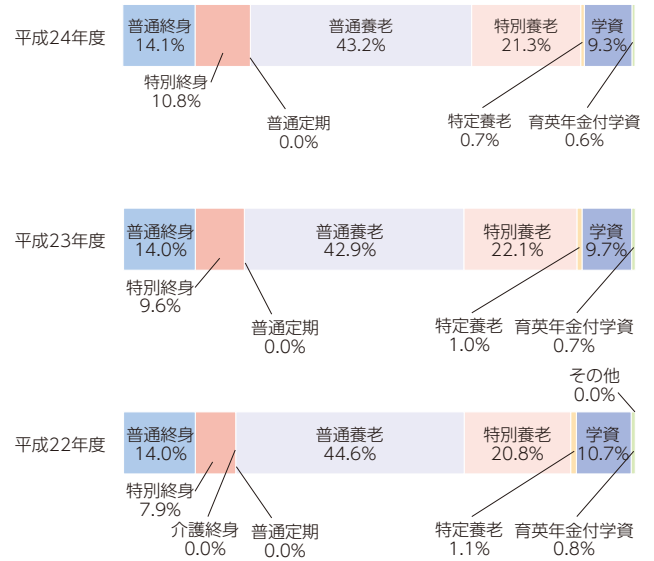 平成24年度
普通終身
14.1%
特別終身
10.8%
普通定期
0.0%
普通養老
43.2%
特別養老
21.3%
特定養老
0.7%
学資
9.3%
育英年金付学資
0.6%
平成23年度
普通終身
14.0%
特別終身
9.6%
普通定期
0.0%
普通養老
42.9%
特別養老
22.1%
特定養老
1.0%
学資
9.7%
育英年金付学資
0.7%
平成22年度
普通終身
14.0%
特別終身
7.9%
介護終身
0.0%
普通定期
0.0%
普通養老
44.6%
特別養老
20.8%
特定養老
1.1%
学資
10.7%
育英年金付学資
0.8%
その他
0.0%